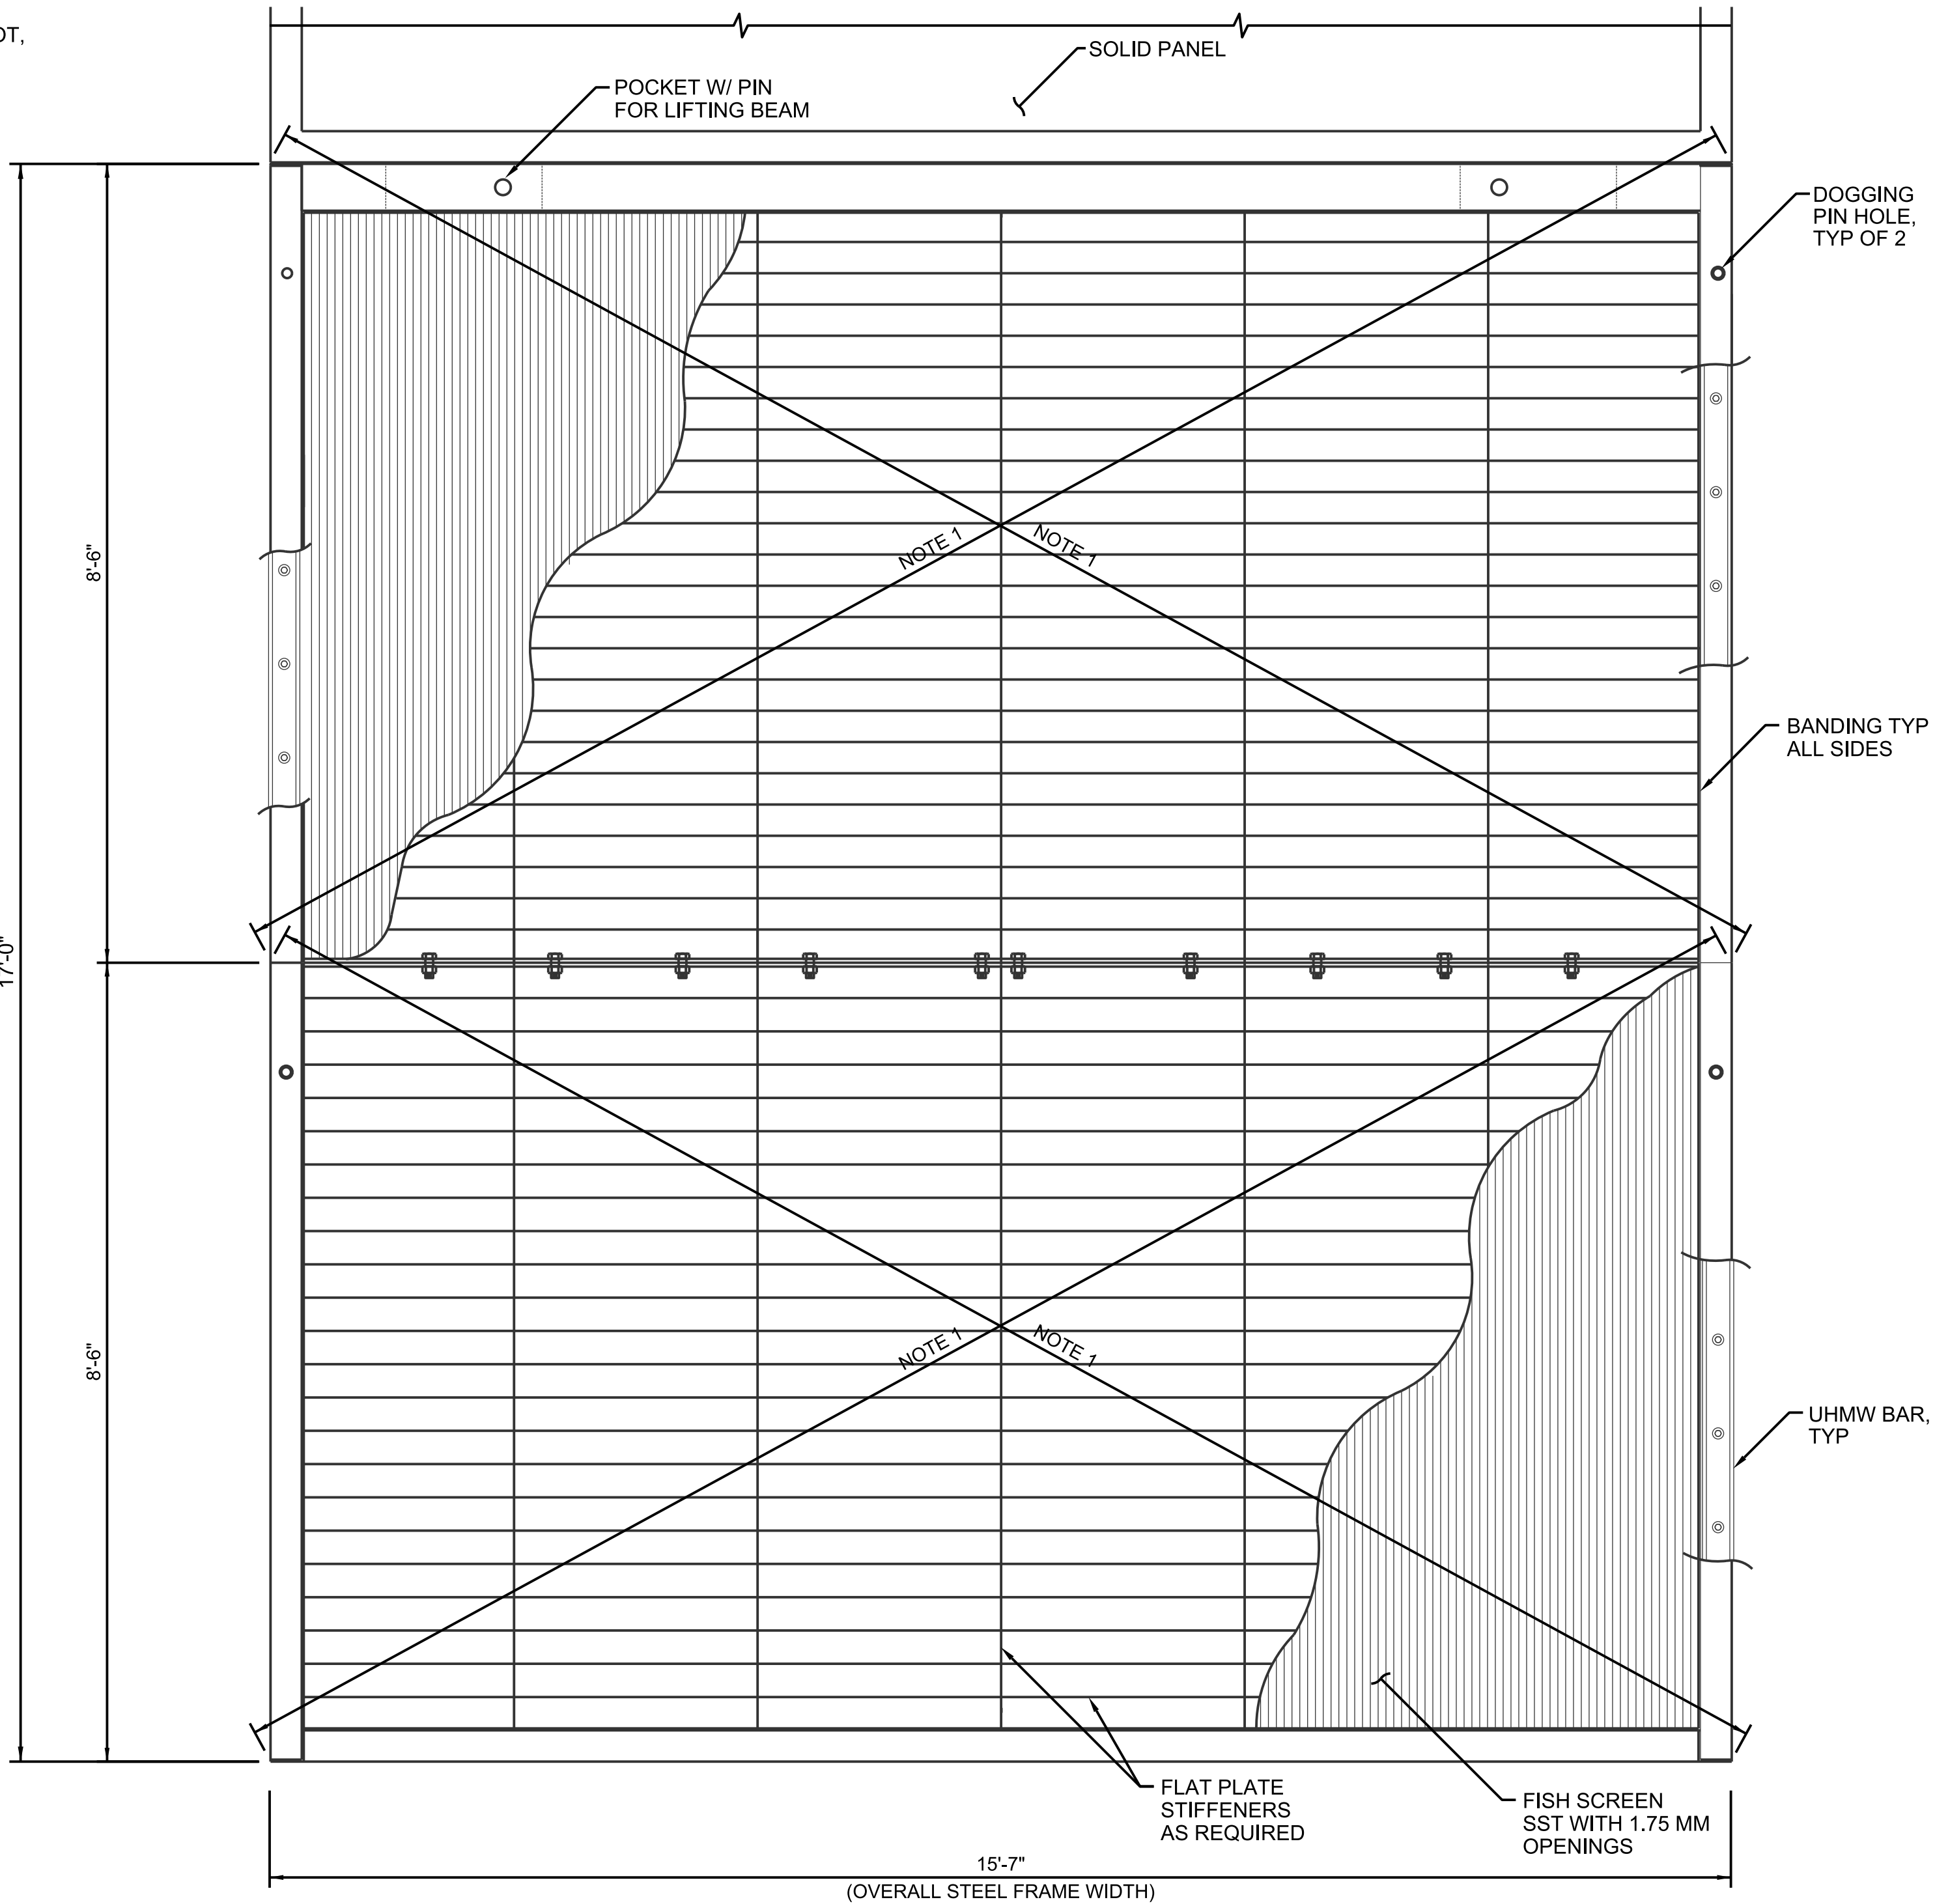 OT,
SOLID PANEL
POCKET W/ PIN
FOR LIFTING BEAM
DOGGING
PIN HOLE,
TYP OF 2
8'-6"
NOTE 1
NOTE 1
BANDING TYP
ALL SIDES
17'-0"
8'-6"
NOTE 1
NOTE 1
UHMW BAR,
TYP
FLAT PLATE
STIFFENERS
AS REQUIRED
FISH SCREEN
SST WITH 1.75 MM
OPENINGS
15'-7"
(OVERALL STEEL FRAME WIDTH)